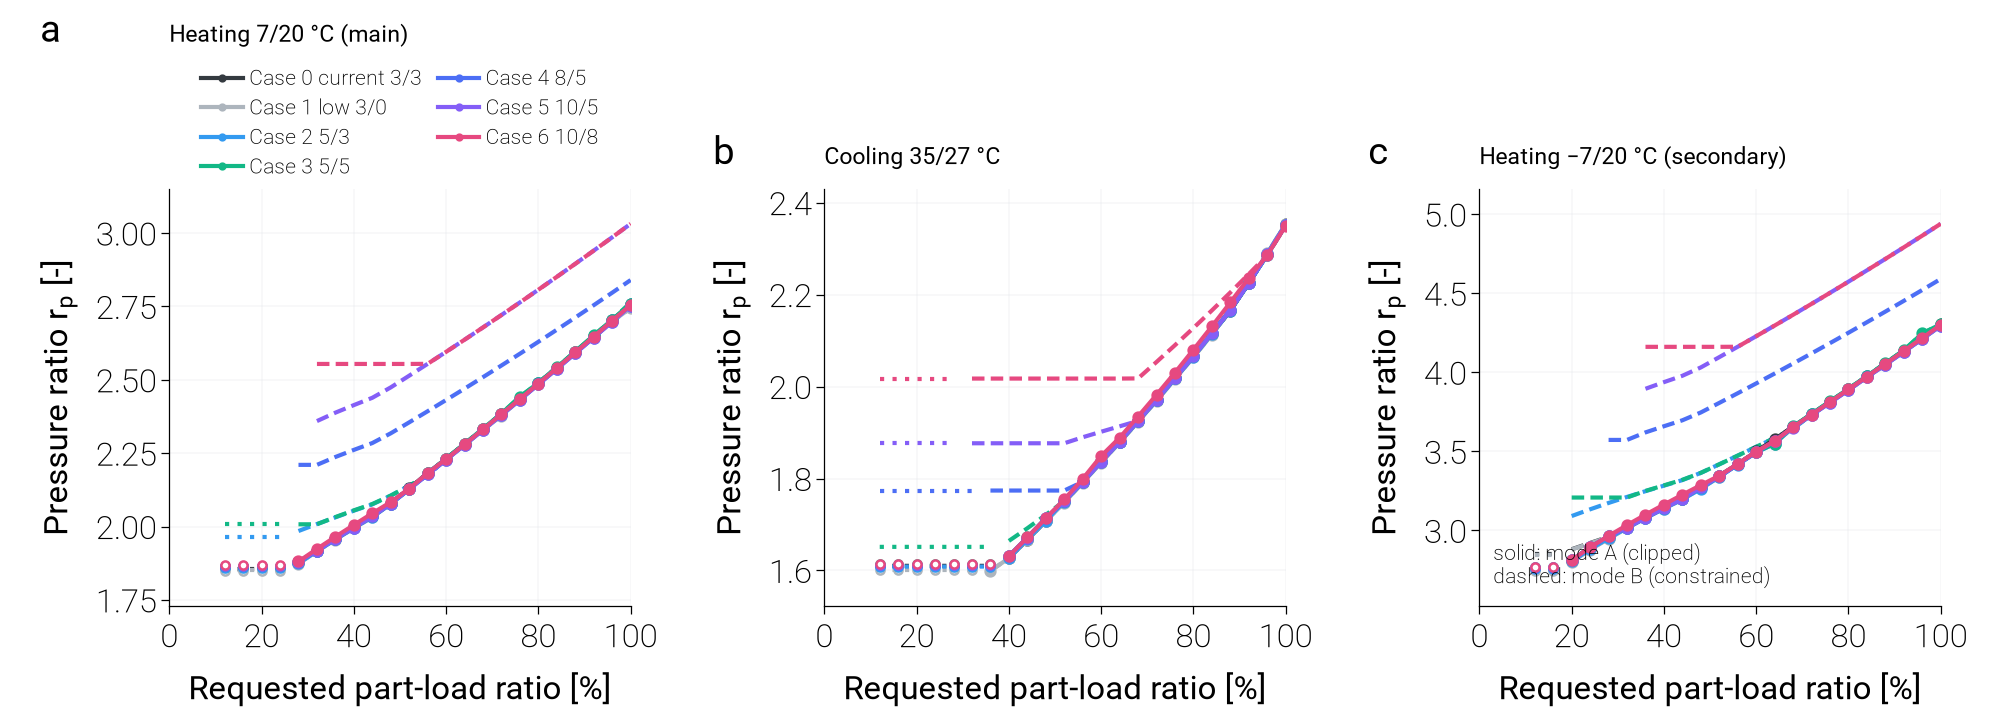 a
Heating 7/20 °C (main)
Case 0 current 3/3
Case 1 low 3/0
Case 2 5/3
Case 3 5/5
Case 4 8/5
Case 5 10/5
Case 6 10/8
3.00
2.75
2.50
2.25
2.00
1.75
Pressure ratio rp [-]
0 20 40 60 80 100
Requested part-load ratio [%]
b
Cooling 35/27 °C
2.4
2.2
2.0
1.8
1.6
Pressure ratio rp [-]
0 20 40 60 80 100
Requested part-load ratio [%]
c
Heating −7/20 °C (secondary)
5.0
4.5
4.0
3.5
3.0
Pressure ratio rp [-]
solid: mode A (clipped)
dashed: mode B (constrained)
0 20 40 60 80 100
Requested part-load ratio [%]